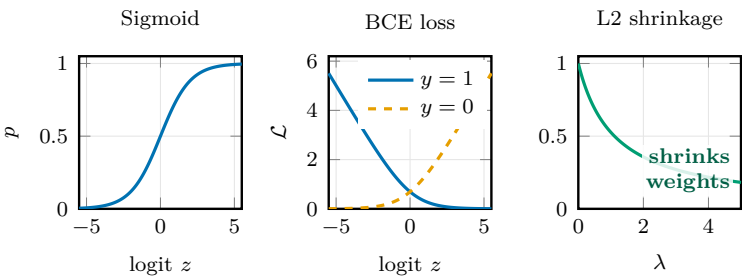 Sigmoid
1
0.5
0
−5
0
5
p
logit z
BCE loss
6
4
2
0
−5
0
5
ℒ
logit z
y = 1
y = 0
L2 shrinkage
1
0.5
0
0
2
4
λ
shrinks
weights